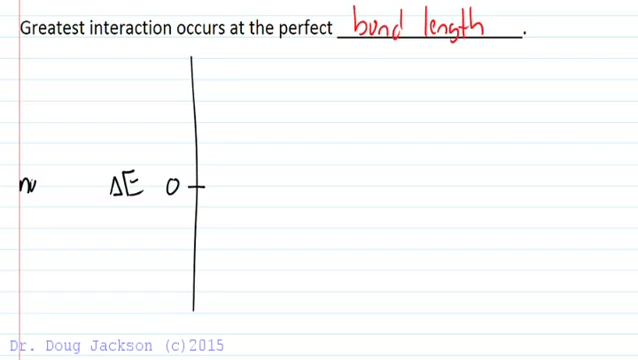 Greatest interaction occurs at the perfect bond length.
ΔE 0
Dr. Doug Jackson (c)2015